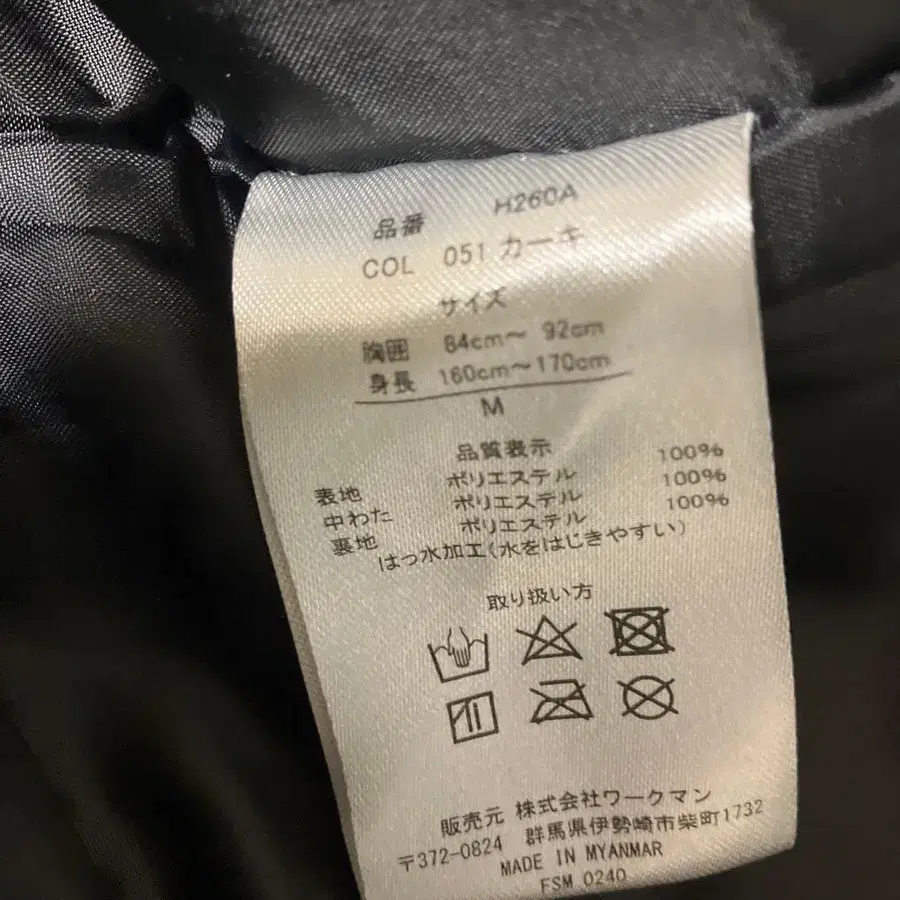 品番 H260A
COL 051 カーキ
サイズ
胸囲 84cm～ 92cm
身長 160cm～170cm
M
品質表示
表地 ポリエステル 100%
中わた ポリエステル 100%
裏地 ポリエステル 100%
はっ水加工(水をはじきやすい)
取り扱い方
販売元 株式会社ワークマン
〒372-0824 群馬県伊勢崎市柴町1732
MADE IN MYANMAR
FSM 0240